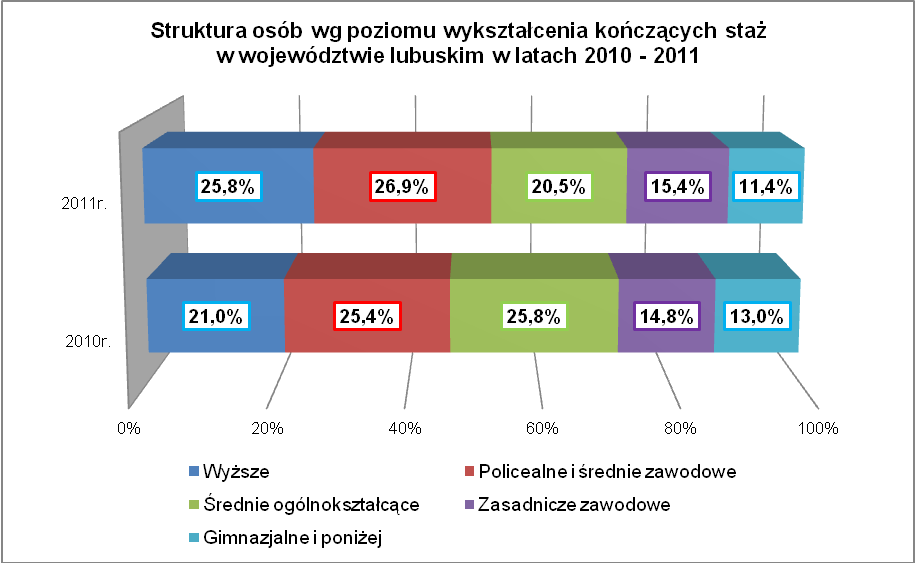 Struktura osób wg poziomu wykształcenia kończących staż
w województwie lubuskim w latach 2010 - 2011
2011r.
25,8%
26,9%
20,5%
15,4%
11,4%
2010r.
21,0%
25,4%
25,8%
14,8%
13,0%
0%
20%
40%
60%
80%
100%
Wyższe
Policealne i średnie zawodowe
Średnie ogólnokształcące
Zasadnicze zawodowe
Gimnazjalne i poniżej